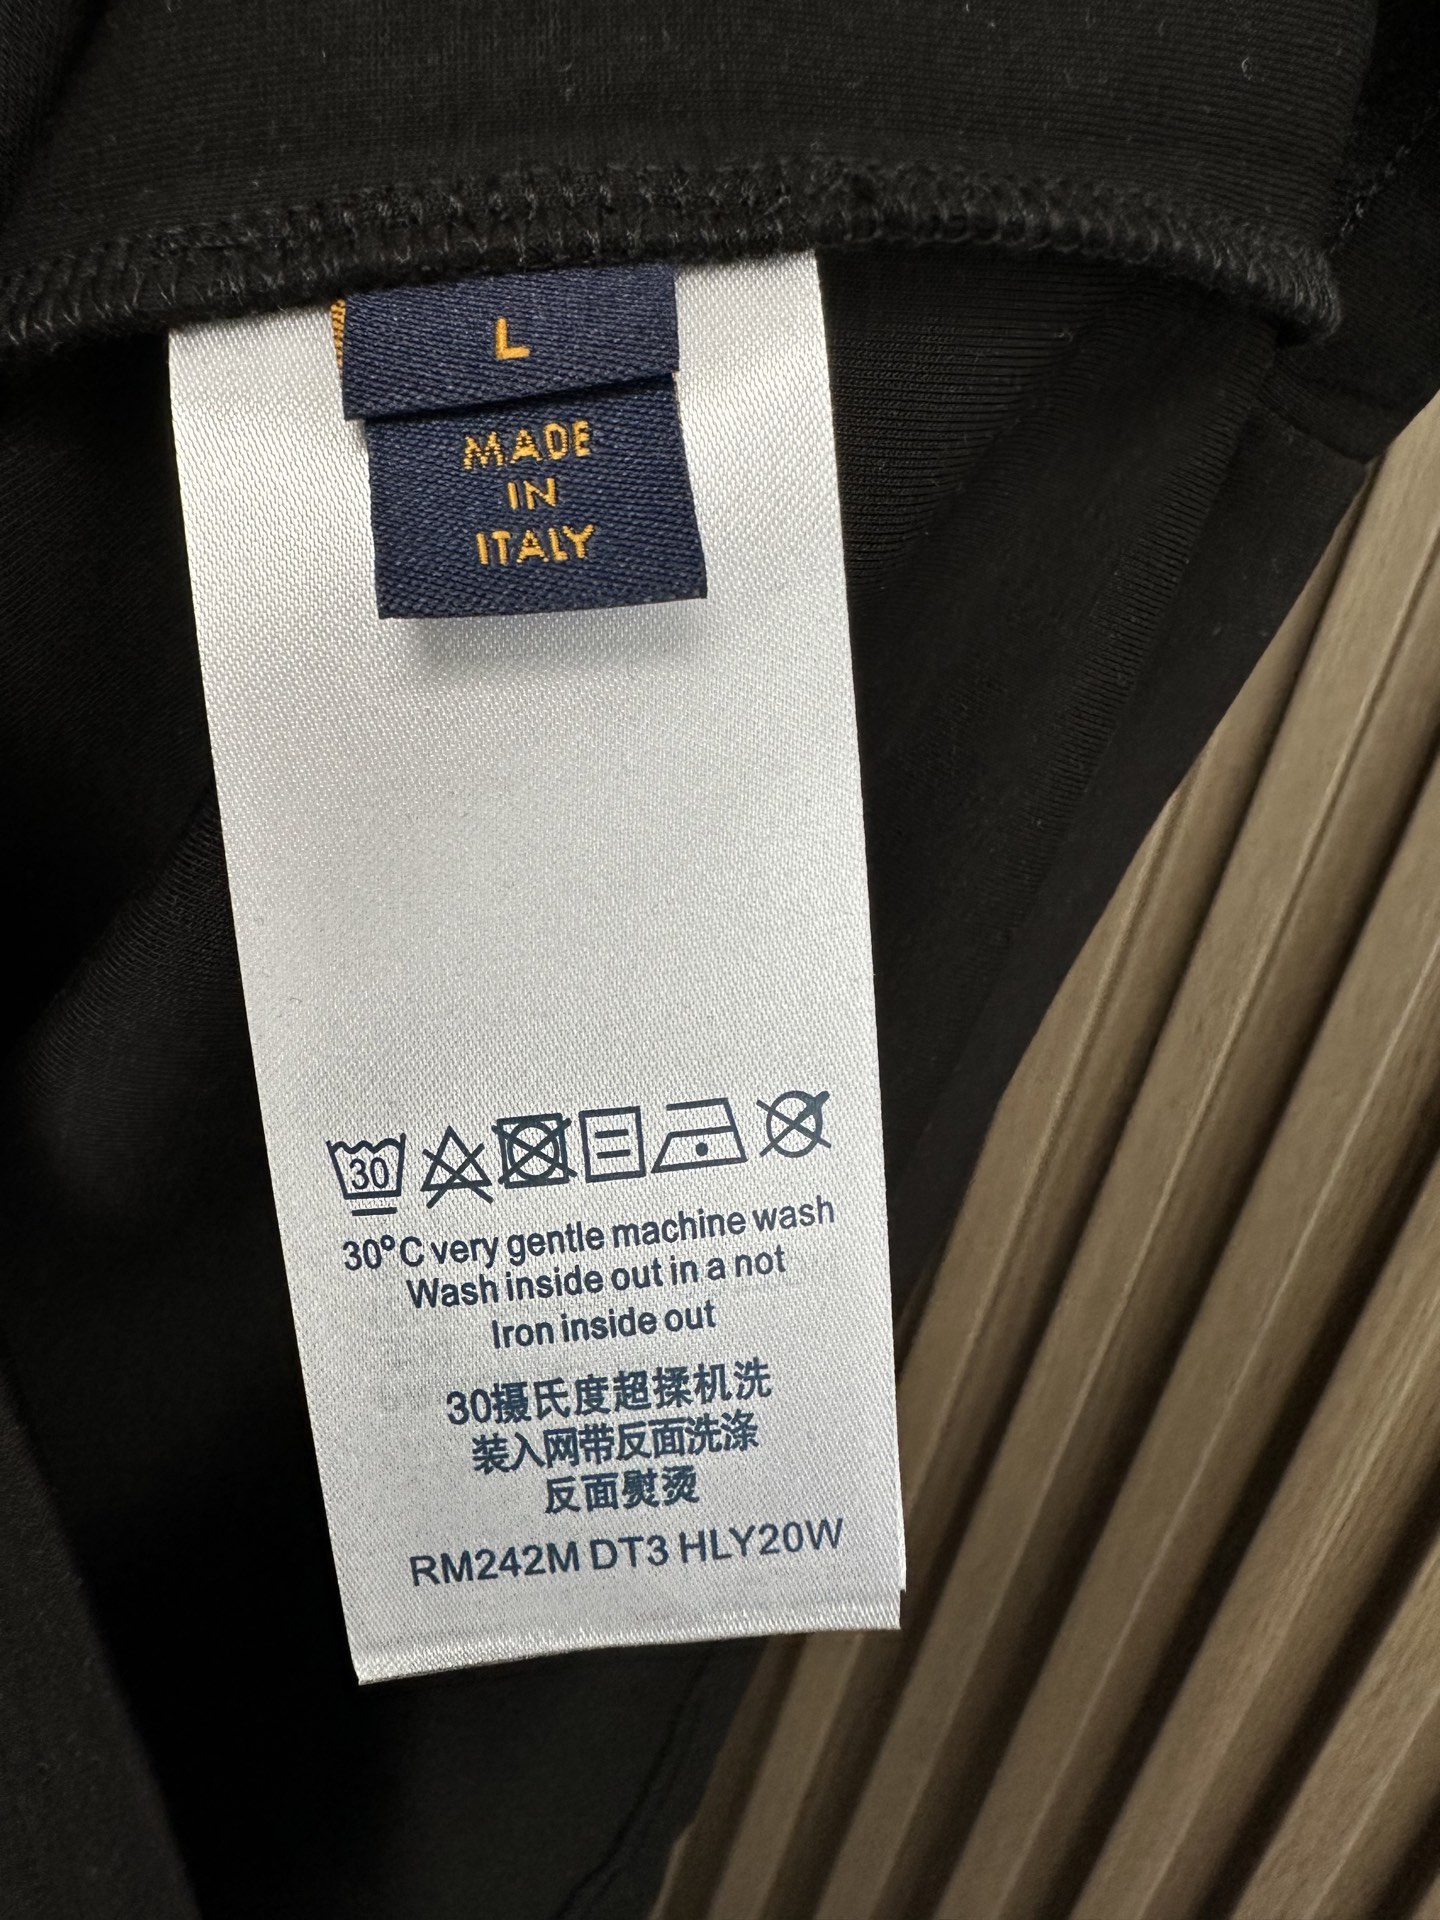 L
MADE
IN
ITALY
30
30°C very gentle machine wash
Wash inside out in a not
Iron inside out
30摄氏度超揉机洗
装入网带反面洗涤
反面熨烫
RM242M DT3 HLY20W